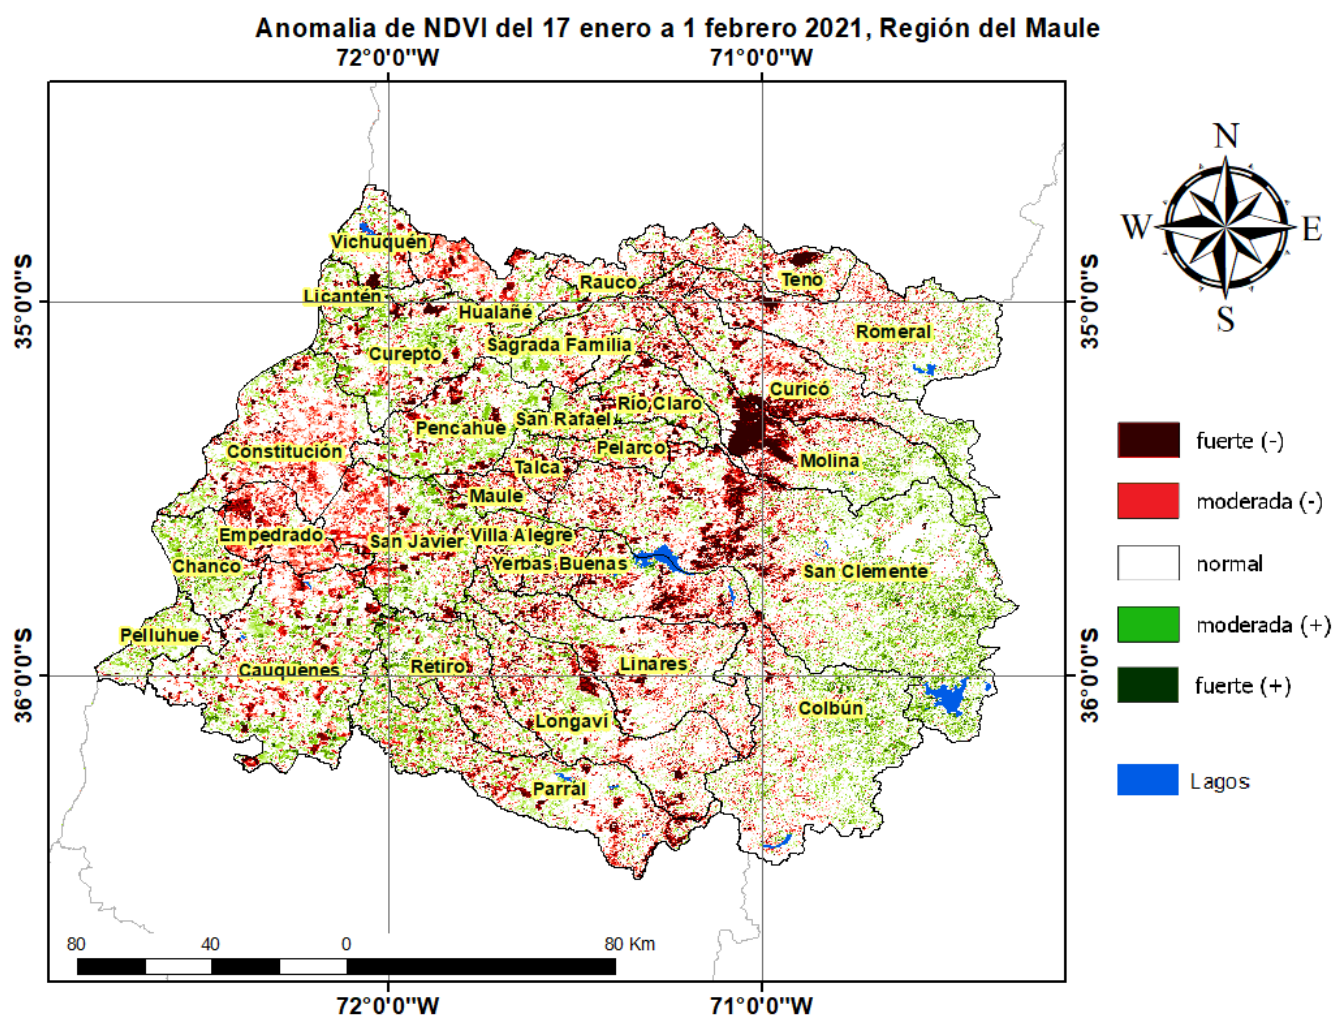 Anomalia de NDVI del 17 enero a 1 febrero 2021, Región del Maule
72°0'0"W
71°0'0"W
N
W
E
S
35°0'0"S
35°0'0"S
36°0'0"S
36°0'0"S
Vichuquén
Licantén
Rauco
Teno
Hualañé
Romeral
Sagrada Familia
Curepto
Curicó
Río Claro
San Rafael
Pencahue
Constitución
Pelarco
Molina
Talca
Maule
Empedrado
San Javier
Villa Alegre
Chanco
Yerbas Buenas
San Clemente
Pelluhue
Cauquenes
Retiro
Linares
Colbún
Longaví
Parral
fuerte (-)
moderada (-)
normal
moderada (+)
fuerte (+)
Lagos
80
40
0
80 Km
72°0'0"W
71°0'0"W